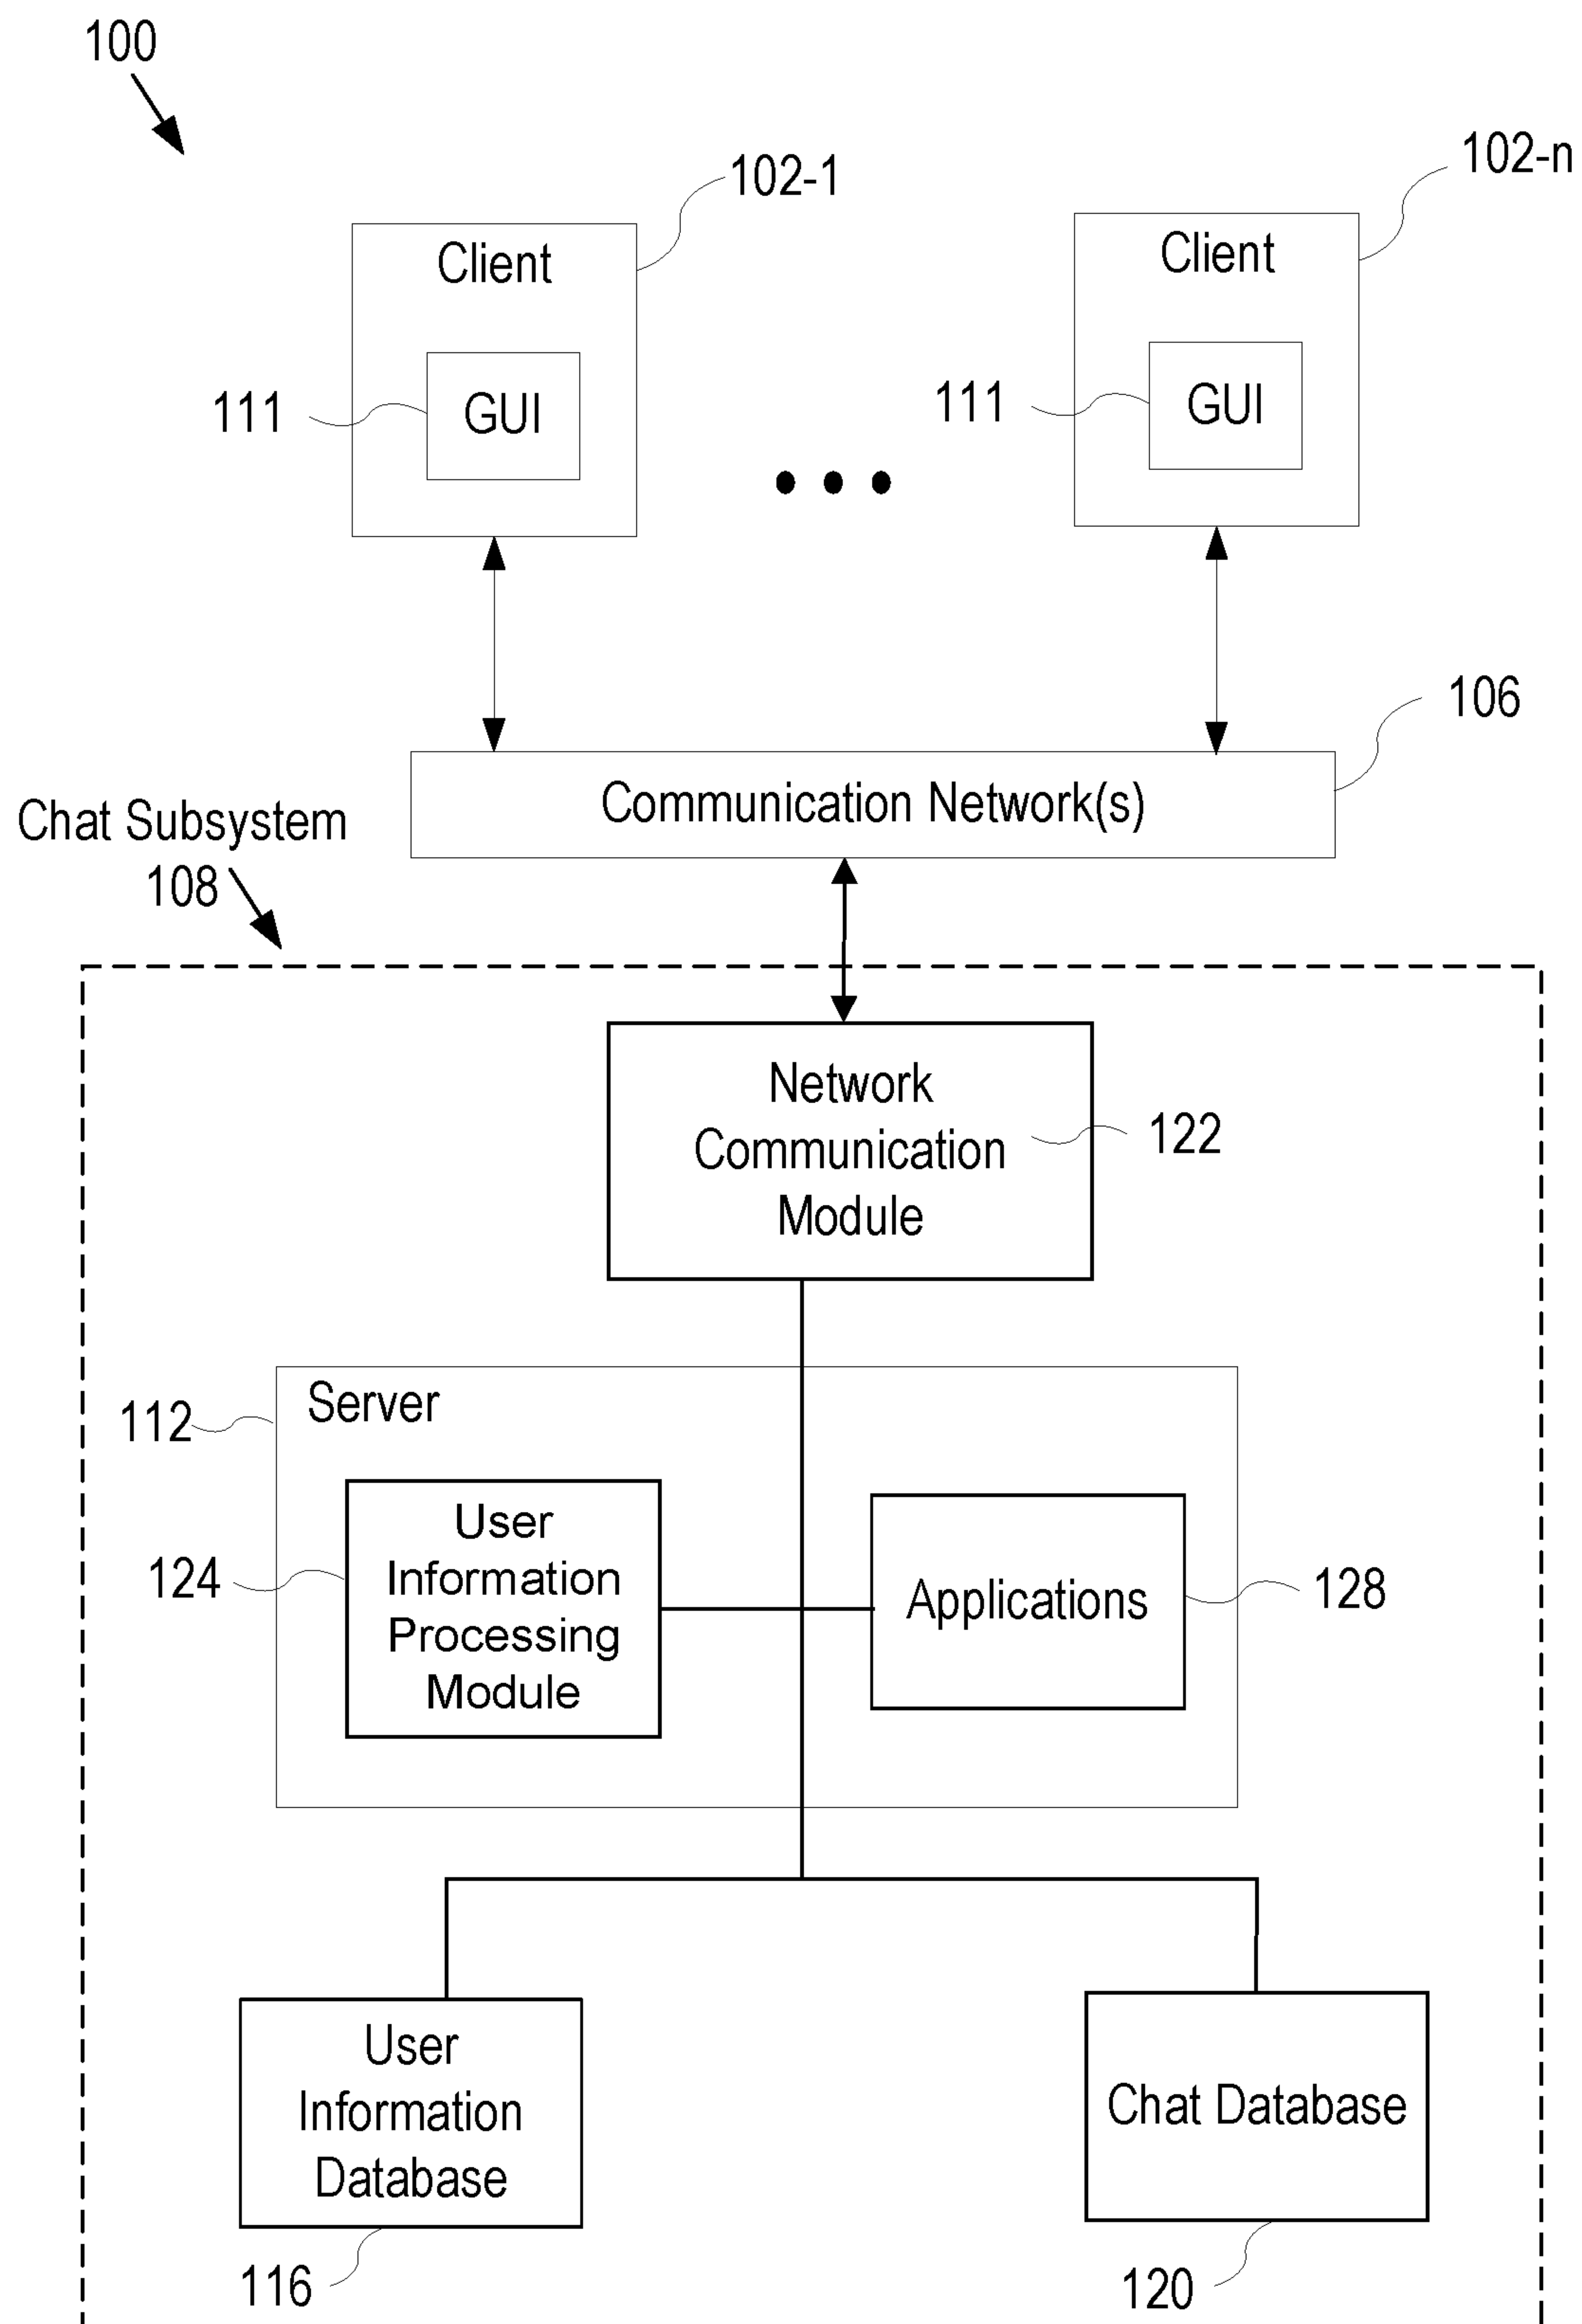 100
102-1
102-n
Client
Client
111
GUI
111
GUI
106
Communication Network(s)
Chat Subsystem
108
Network
Communication
Module
122
Server
112
User
Information
Processing
Module
124
Applications
128
User
Information
Database
Chat Database
116
120